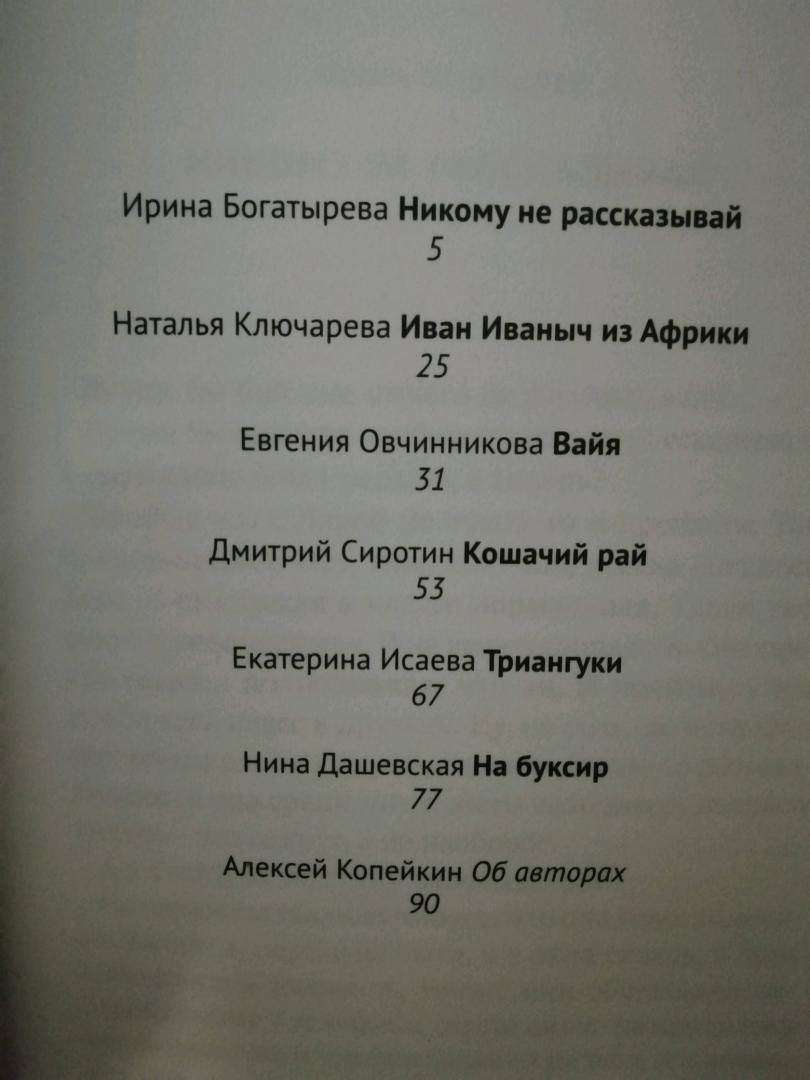 Ирина Богатырева Никому не рассказывай
5
Наталья Ключарева Иван Иваныч из Африки
25
Евгения Овчинникова Вайя
31
Дмитрий Сиротин Кошачий рай
53
Екатерина Исаева Триангуки
67
Нина Дашевская На буксир
77
Алексей Копейкин Об авторах
90